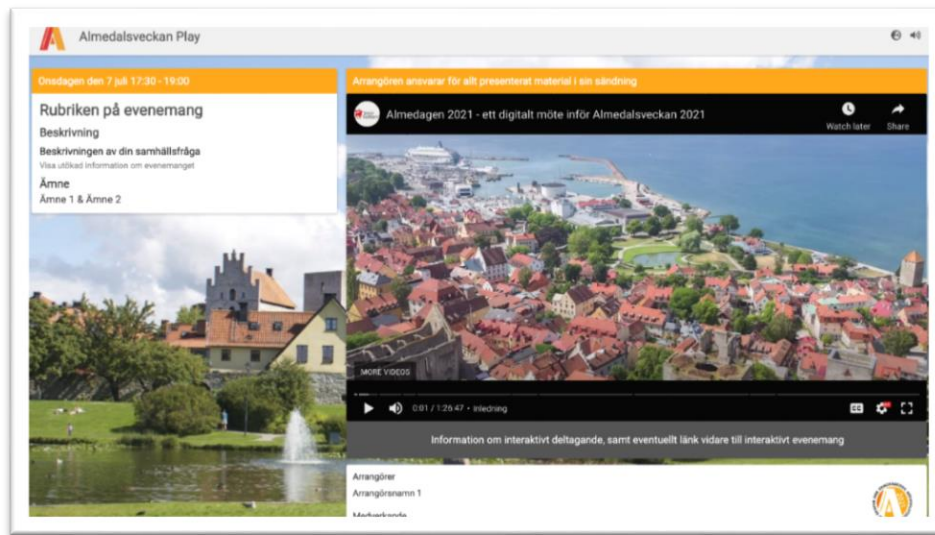 Almedalsveckan Play
Onsdagen den 7 juli 17:30 - 19:00
Rubriken på evenemang
Beskrivning
Beskrivningen av din samhällsfråga
Visa utökad information om evenemanget
Ämne
Ämne 1 & Ämne 2
Arrangören ansvarar för allt presenterat material i sin sändning
Almedagen 2021 - ett digitalt möte inför Almedalsveckan 2021
Watch later
Share
MORE VIDEOS
0:01 / 1:26:47 • Inledning
CC
Information om interaktivt deltagande, samt eventuellt länk vidare till interaktivt evenemang
Arrangörer
Arrangörsnamn 1
Medverkande